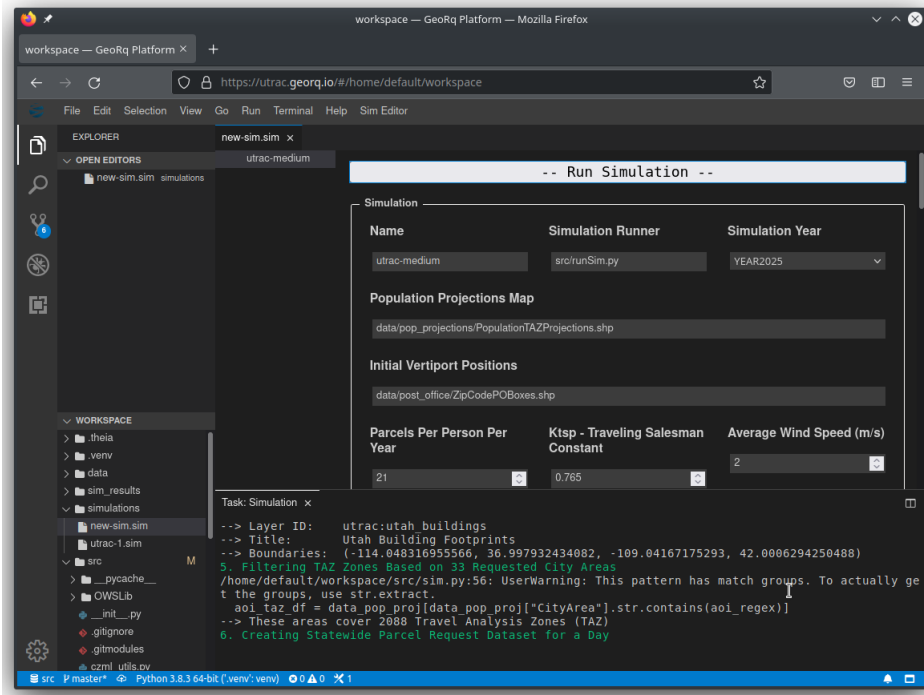 workspace — GeoRq Platform — Mozilla Firefox
workspace — GeoRq Platform
https://utrac.georq.io/#/home/default/workspace
File Edit Selection View Go Run Terminal Help Sim Editor
EXPLORER
OPEN EDITORS
new-sim.sim simulations
6
WORKSPACE
.theia
.venv
data
sim_results
simulations
new-sim.sim
utrac-1.sim
src M
__pycache__
OWSLib
__init__.py
.gitignore
.gitmodules
czml_utils.py
new-sim.sim
utrac-medium
-- Run Simulation --
Simulation
Name Simulation Runner Simulation Year
utrac-medium src/runSim.py YEAR2025
Population Projections Map
data/pop_projections/PopulationTAZProjections.shp
Initial Vertiport Positions
data/post_office/ZipCodePOBoxes.shp
Parcels Per Person Per Year
Ktsp - Traveling Salesman Constant
Average Wind Speed (m/s)
21 0.765 2
Task: Simulation
--> Layer ID: utrac:utah_buildings
--> Title: Utah Building Footprints
--> Boundaries: (-114.048316955566, 36.997932434082, -109.04167175293, 42.0006294250488)
5. Filtering TAZ Zones Based on 33 Requested City Areas
/home/default/workspace/src/sim.py:56: UserWarning: This pattern has match groups. To actually ge
t the groups, use str.extract.
aoi_taz_df = data_pop_proj[data_pop_proj["CityArea"].str.contains(aoi_regex)]
--> These areas cover 2088 Travel Analysis Zones (TAZ)
6. Creating Statewide Parcel Request Dataset for a Day
src master* Python 3.8.3 64-bit ('.venv': venv) 0 0 1